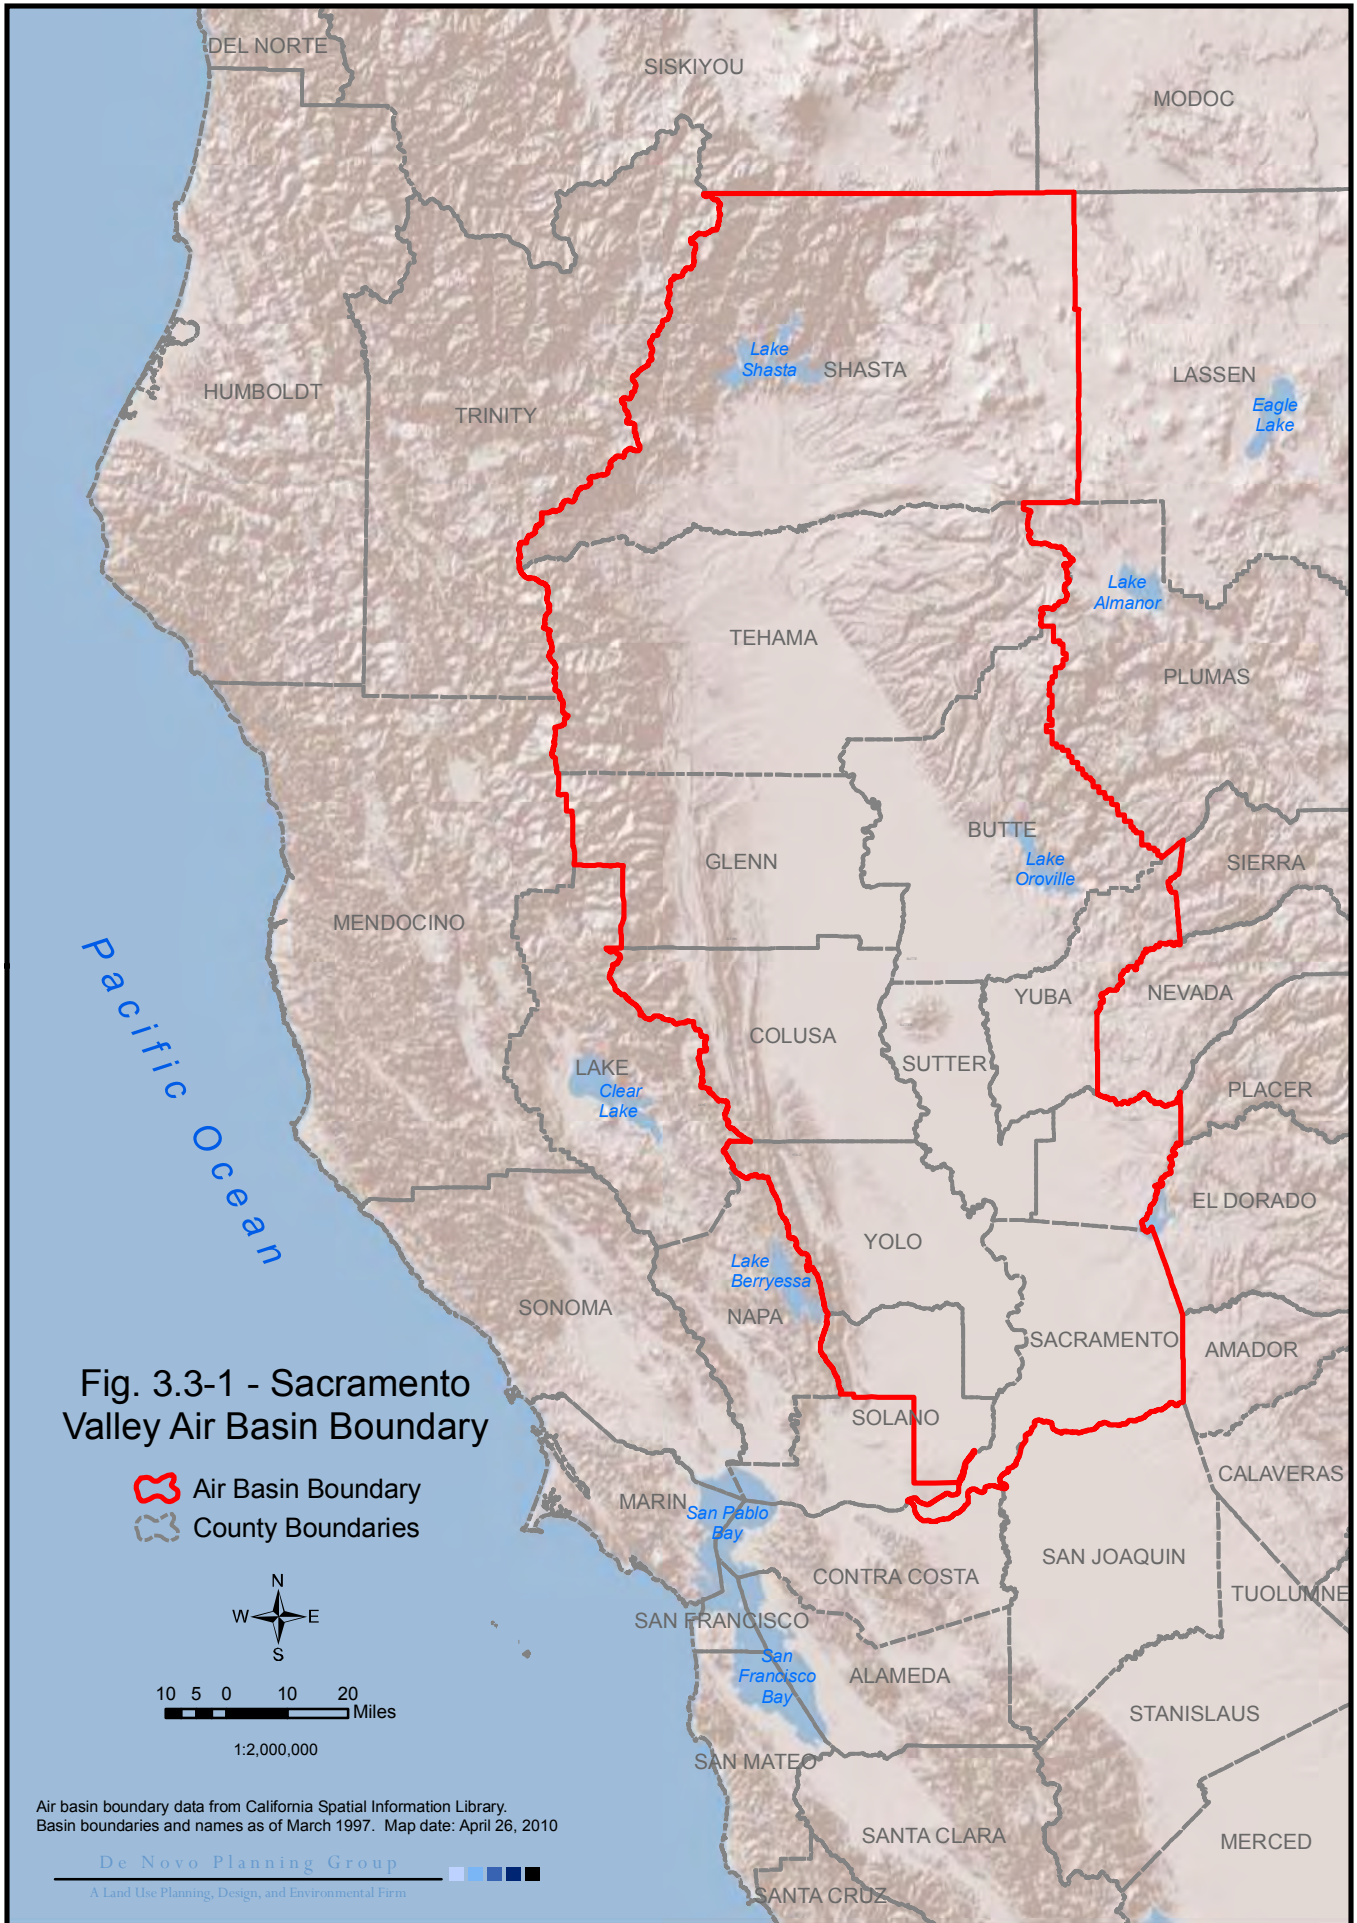 DEL NORTE
SISKIYOU
MODOC
Lake
Shasta
SHASTA
LASSEN
Eagle
Lake
HUMBOLDT
TRINITY
Lake
Almanor
TEHAMA
PLUMAS
BUTTE
Lake
Oroville
GLENN
SIERRA
MENDOCINO
Pacific Ocean
YUBA
NEVADA
COLUSA
SUTTER
LAKE
Clear
Lake
PLACER
EL DORADO
YOLO
Lake
Berryessa
NAPA
SONOMA
SACRAMENTO
AMADOR
SOLANO
CALAVERAS
Fig. 3.3-1 - Sacramento
Valley Air Basin Boundary
Air Basin Boundary
County Boundaries
MARIN
San Pablo
Bay
CONTRA COSTA
SAN JOAQUIN
TUOLUMNE
SAN FRANCISCO
San
Francisco
Bay
ALAMEDA
STANISLAUS
SAN MATEO
SANTA CLARA
MERCED
SANTA CRUZ
N
W E
S
10 5 0 10 20
Miles
1:2,000,000
Air basin boundary data from California Spatial Information Library.
Basin boundaries and names as of March 1997. Map date: April 26, 2010
De Novo Planning Group
A Land Use Planning, Design, and Environmental Firm